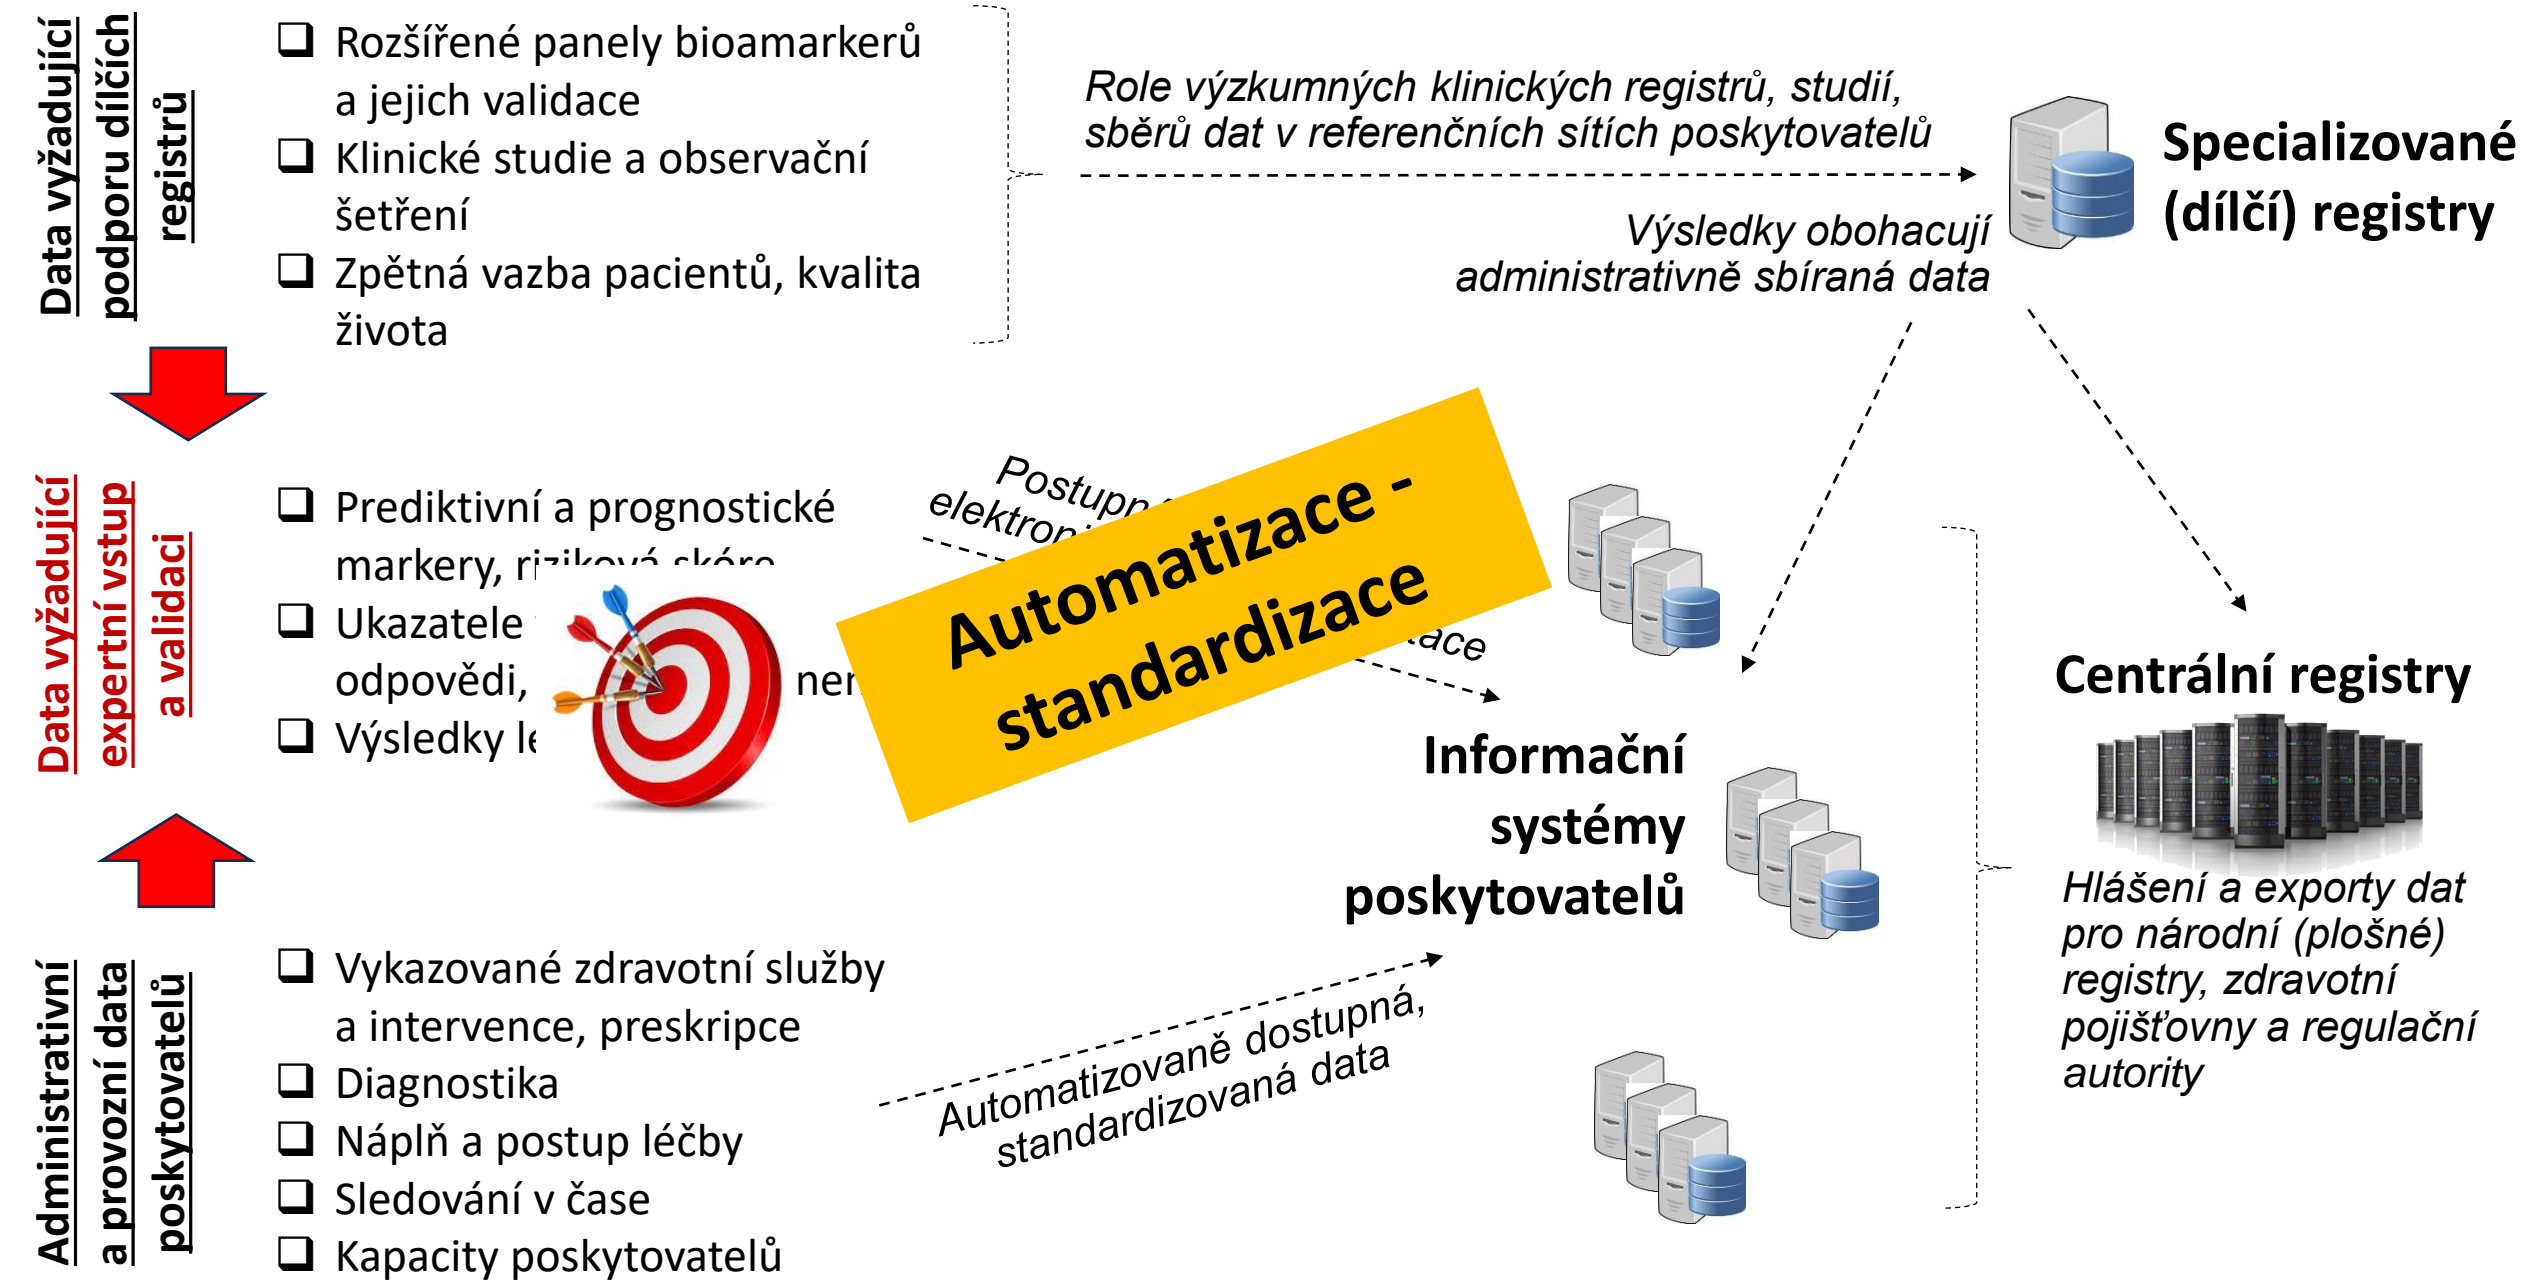 Data vyžadující
podporu dílčích
registrů
Rozšířené panely bioamarkerů
a jejich validace
Klinické studie a observační
šetření
Zpětná vazba pacientů, kvalita
života
Role výzkumných klinických registrů, studií,
sběrů dat v referenčních sítích poskytovatelů
Specializované
(dílčí) registry
Výsledky obohacují
administrativně sbíraná data
Data vyžadující
expertní vstup
a validaci
Prediktivní a prognostické
markery, riziková skóre
Ukazatele
odpovědi,
Výsledky
Automatizace -
standardizace
Informační
systémy
poskytovatelů
Centrální registry
Hlášení a exporty dat
pro národní (plošné)
registry, zdravotní
pojišťovny a regulační
autority
Administrativní
a provozní data
poskytovatelů
Vykazované zdravotní služby
a intervence, preskripce
Diagnostika
Náplň a postup léčby
Sledování v čase
Kapacity poskytovatelů
Automatizovaně dostupná,
standardizovaná data